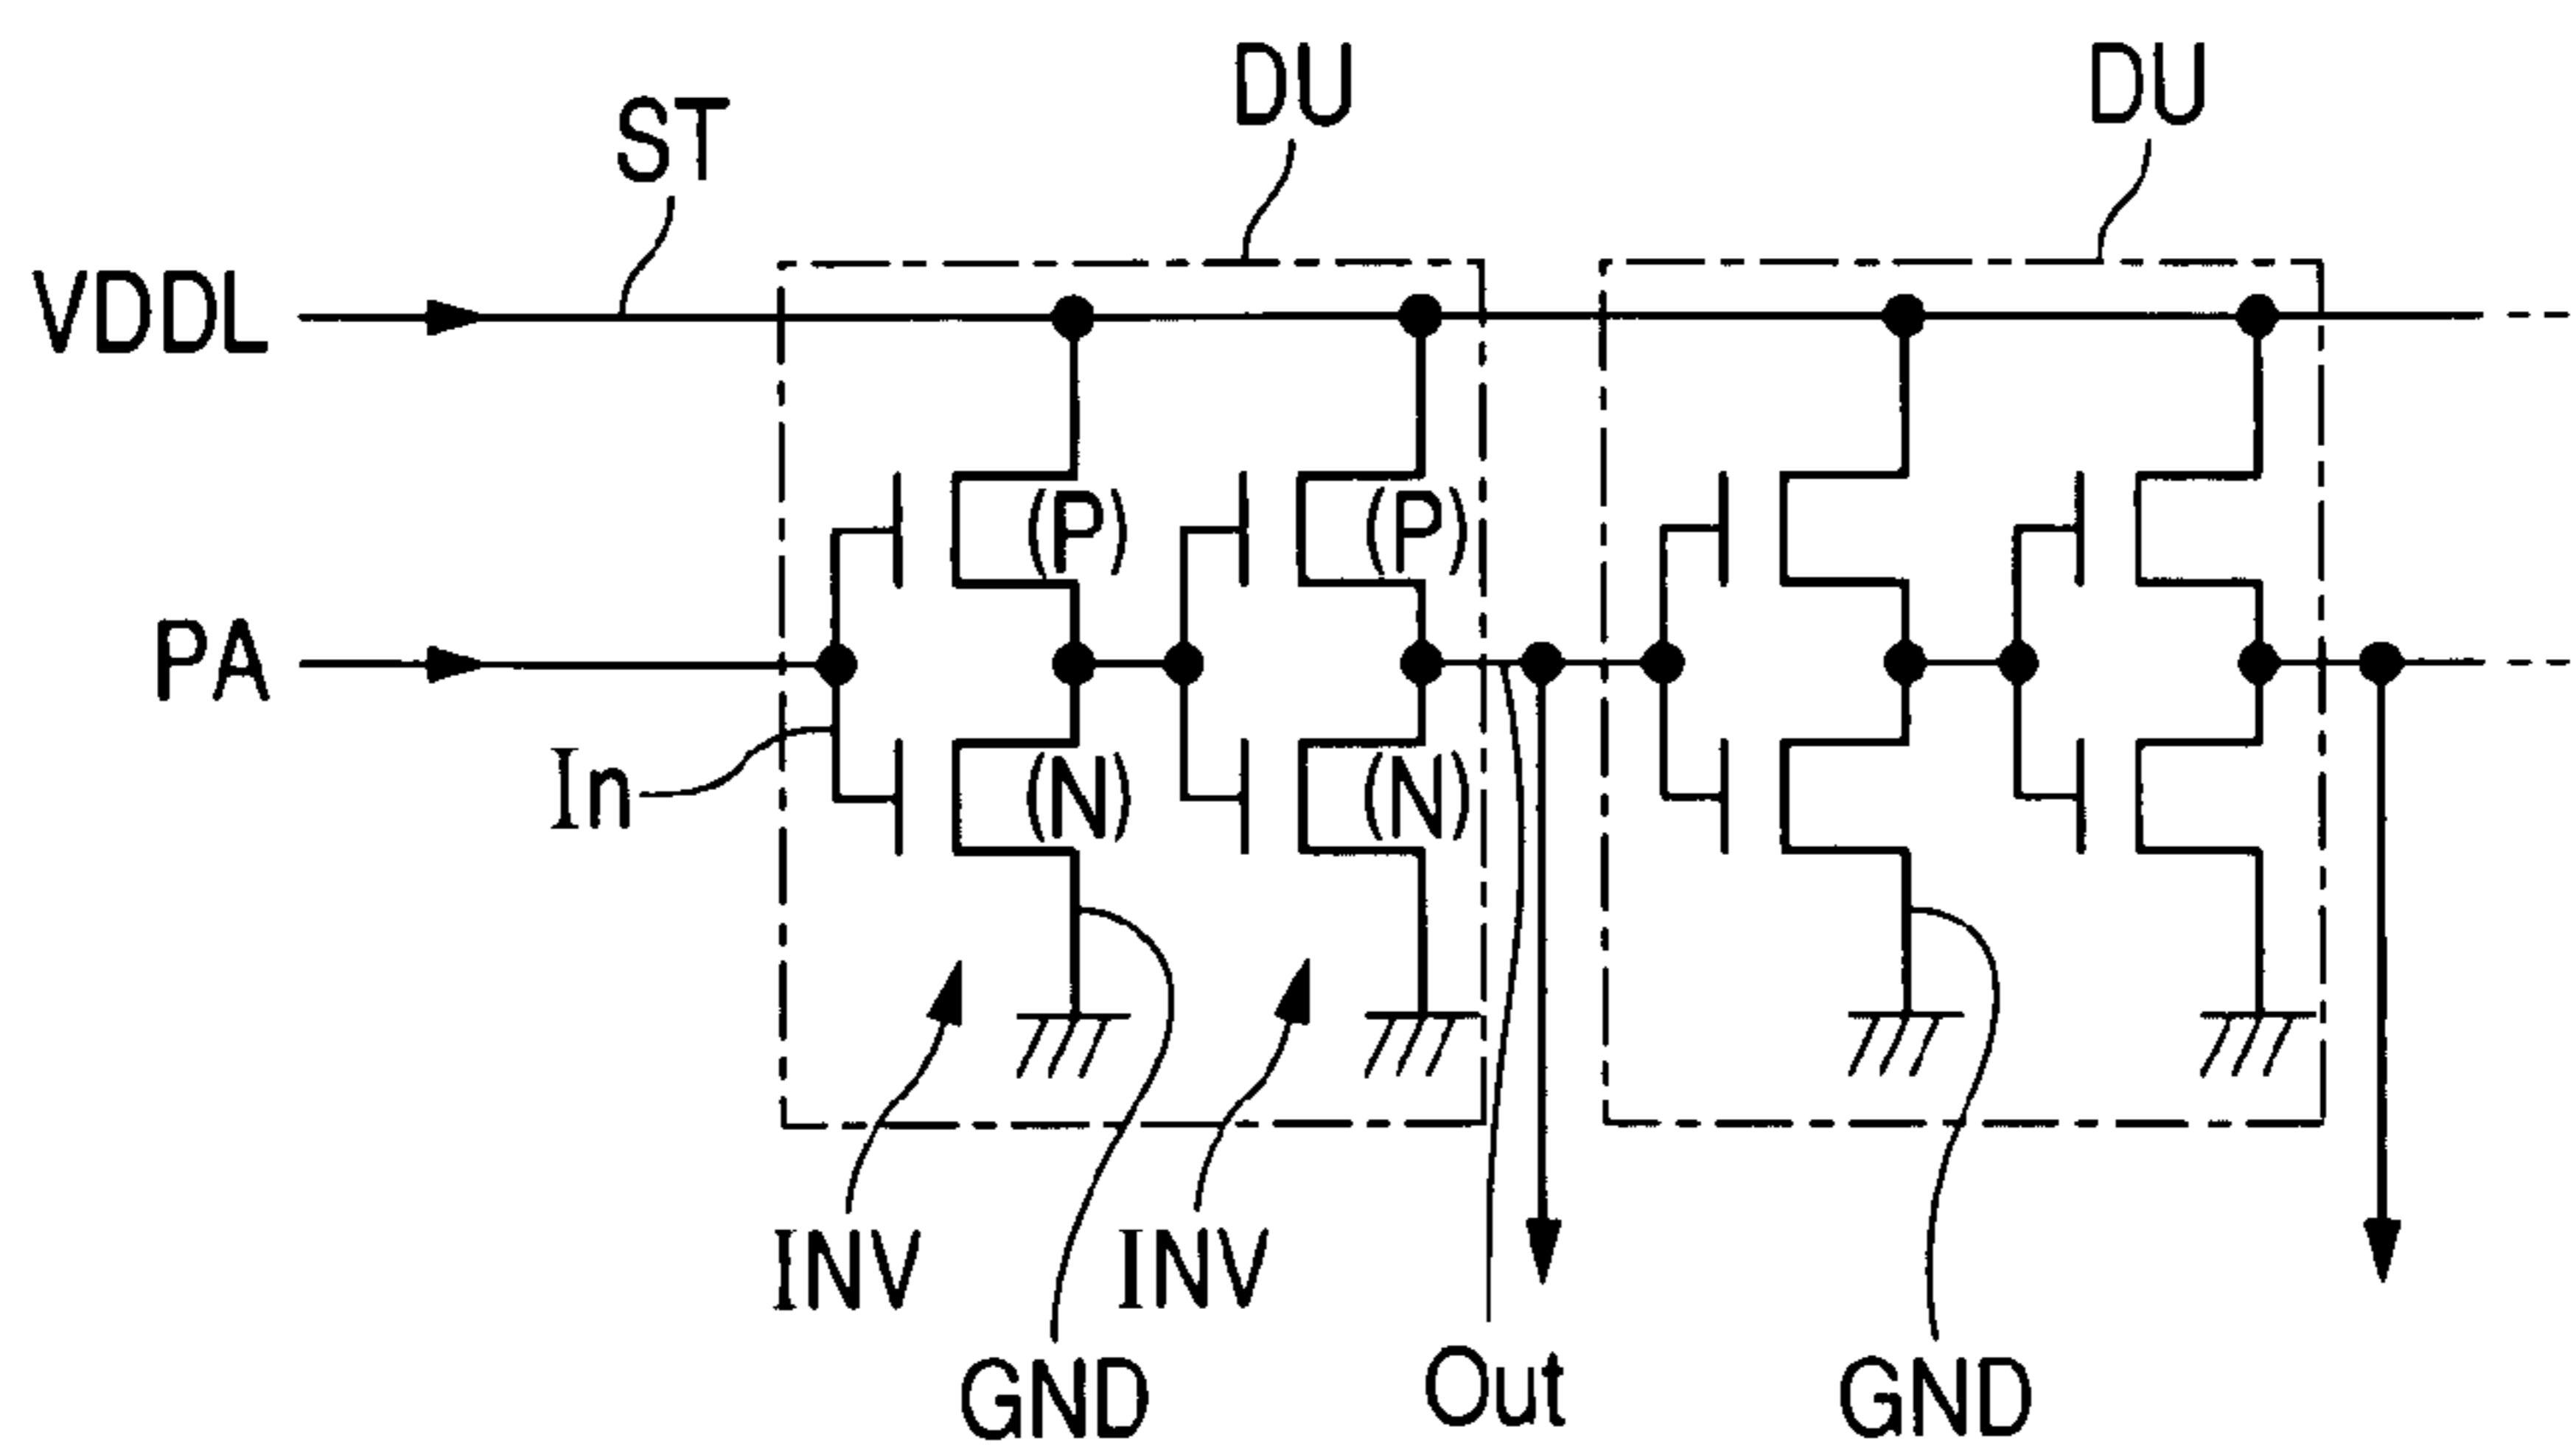 DU DU
ST
VDDL
(P) (P)
PA
In (N) (N)
INV INV
GND Out GND